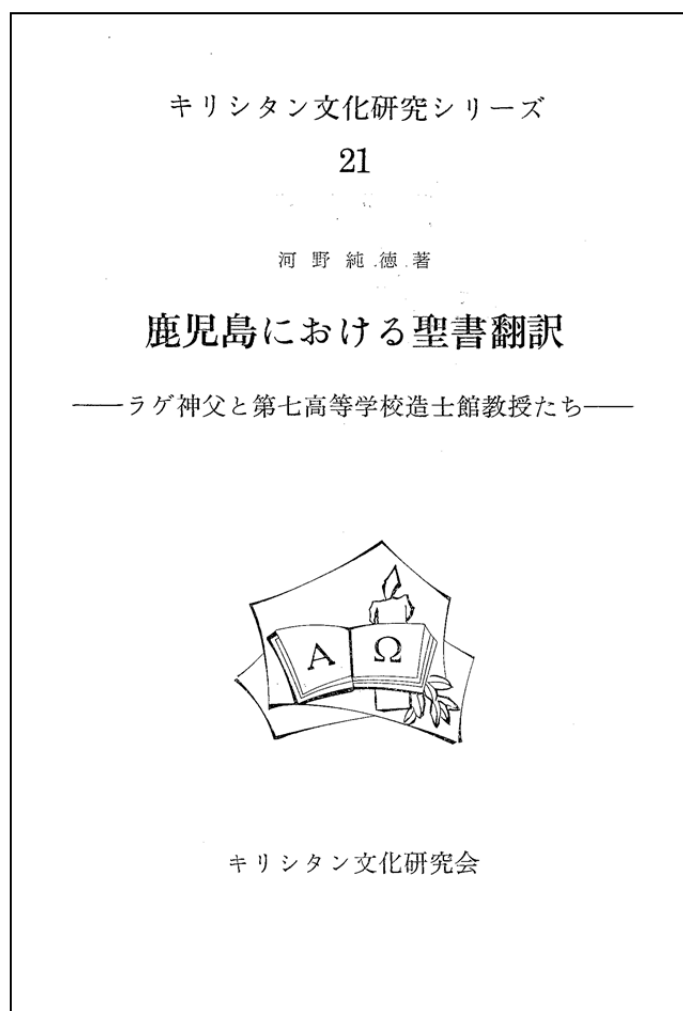 キリシタン文化研究シリーズ
21
河野純徳著
鹿児島における聖書翻訳
――ラゲ神父と第七高等学校造士館教授たち――
Α Ω
キリシタン文化研究会